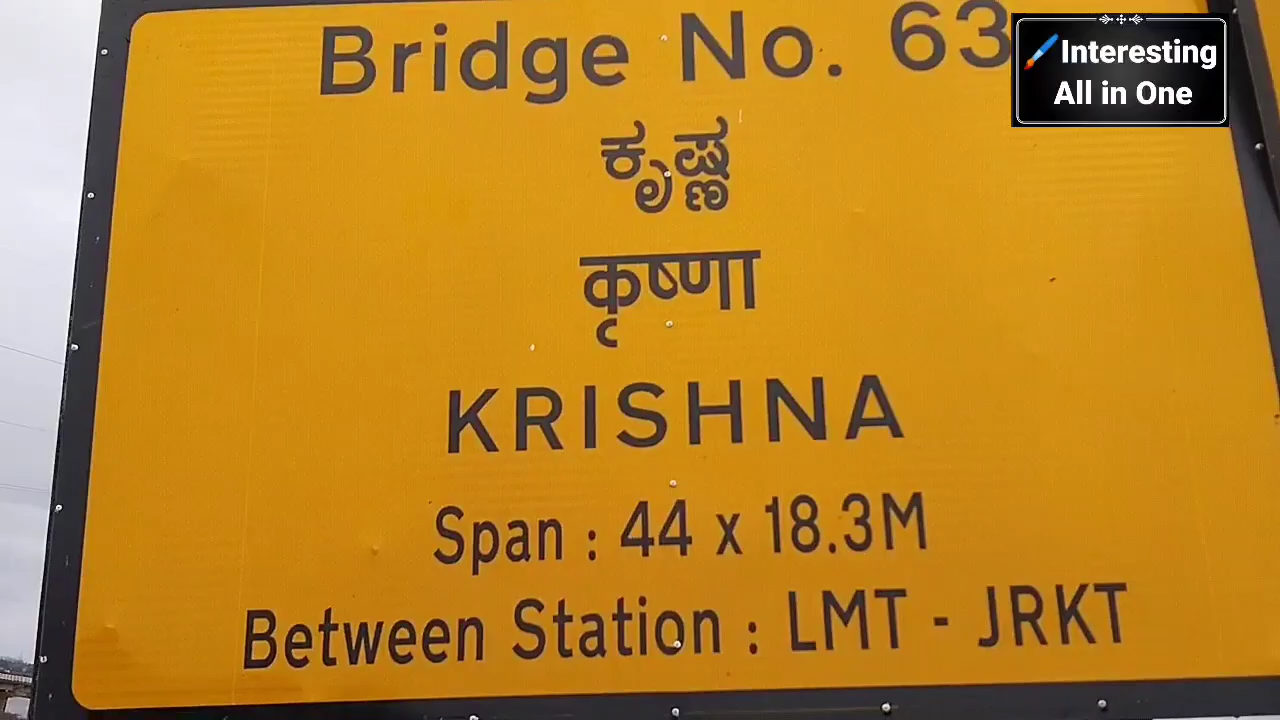 Bridge No. 63
Interesting
All in One
ಕೃಷ್ಣ
कृष्णा
KRISHNA
Span : 44 x 18.3M
Between Station : LMT - JRKT